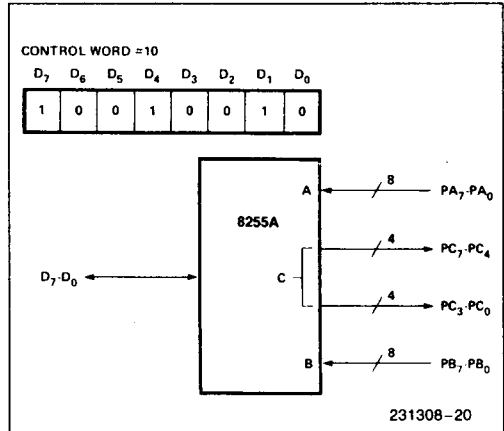 CONTROL WORD #10
D7 D6 D5 D4 D3 D2 D1 D0
1 0 0 1 0 0 1 0
8255A
A
8
PA7-PA0
4
PC7-PC4
D7-D0
C
4
PC3-PC0
B
8
PB7-PB0
231308-20